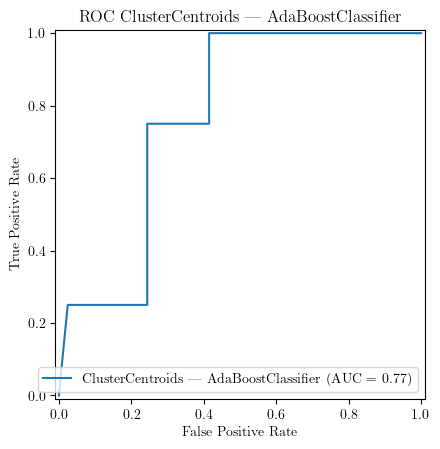 ROC ClusterCentroids — AdaBoostClassifier
1.0
0.8
0.6
0.4
0.2
0.0
True Positive Rate
ClusterCentroids — AdaBoostClassifier (AUC = 0.77)
0.0 0.2 0.4 0.6 0.8 1.0
False Positive Rate